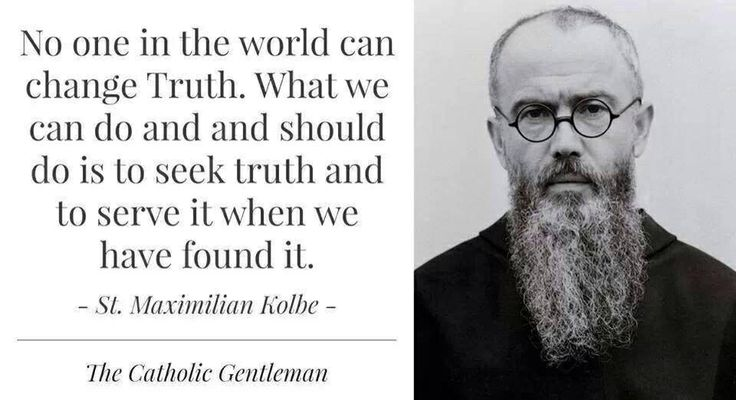 No one in the world can
change Truth. What we
can do and and should
do is to seek truth and
to serve it when we
have found it.
- St. Maximilian Kolbe -
The Catholic Gentleman